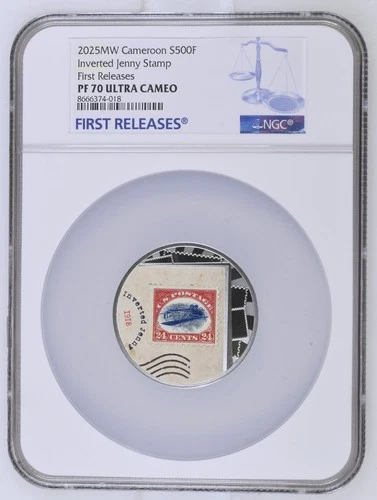 2025MW Cameroon S500F
Inverted Jenny Stamp
First Releases
PF 70 ULTRA CAMEO
8666374-018
FIRST RELEASES®
NGC®
U.S. POSTAGE
24 CENTS 24
Inverted Jenny
1918